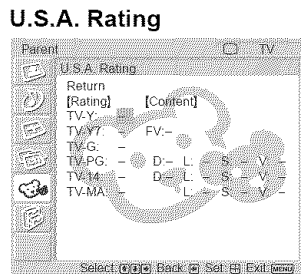 U.S.A. Rating
Parent TV
U.S.A. Rating
Return
[Rating] [Content]
TV-Y: –
TV-Y7: – FV:–
TV-G: –
TV-PG: – D:– L: – S: – V: –
TV-14: – D:– L: – S: – V: –
TV-MA: – L: – S: – V: –
Select: Back: Set: Exit: MENU